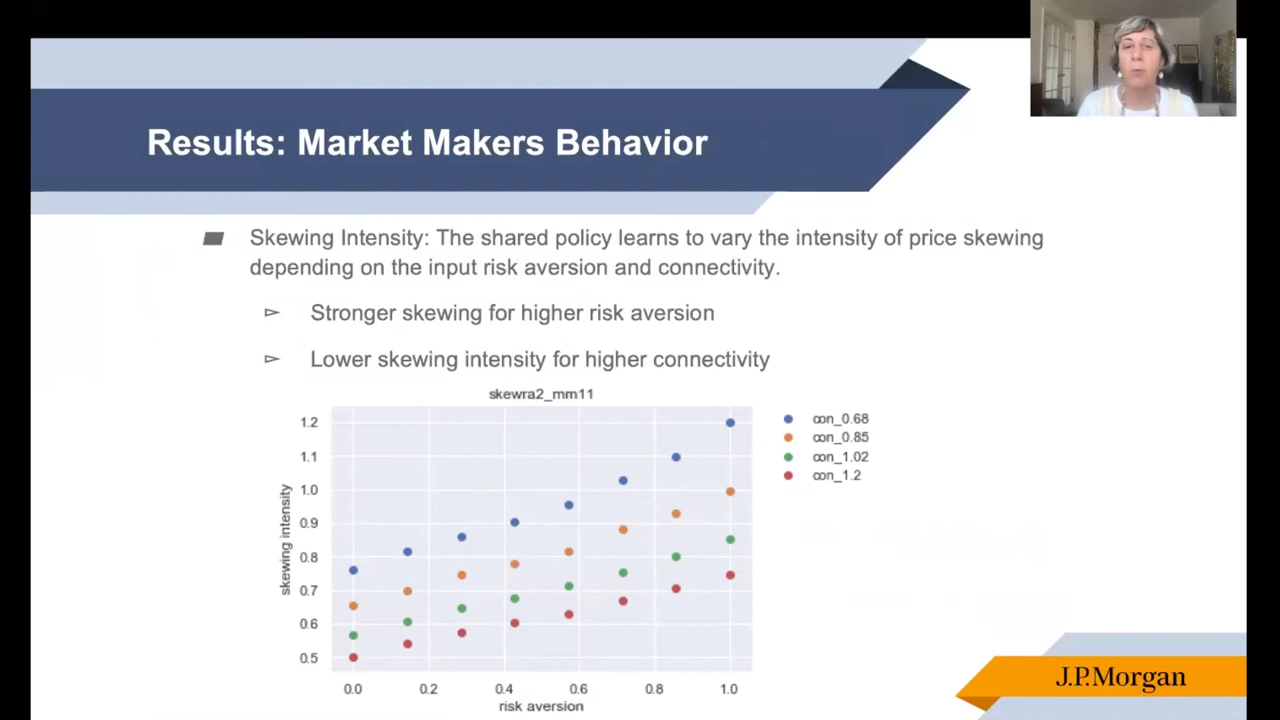 Results: Market Makers Behavior
Skewing Intensity: The shared policy learns to vary the intensity of price skewing
depending on the input risk aversion and connectivity.
Stronger skewing for higher risk aversion
Lower skewing intensity for higher connectivity
skewra2_mm11
1.2
1.1
1.0
0.9
0.8
0.7
0.6
0.5
skewing intensity
0.0 0.2 0.4 0.6 0.8 1.0
risk aversion
con_0.68
con_0.85
con_1.02
con_1.2
J.P.Morgan